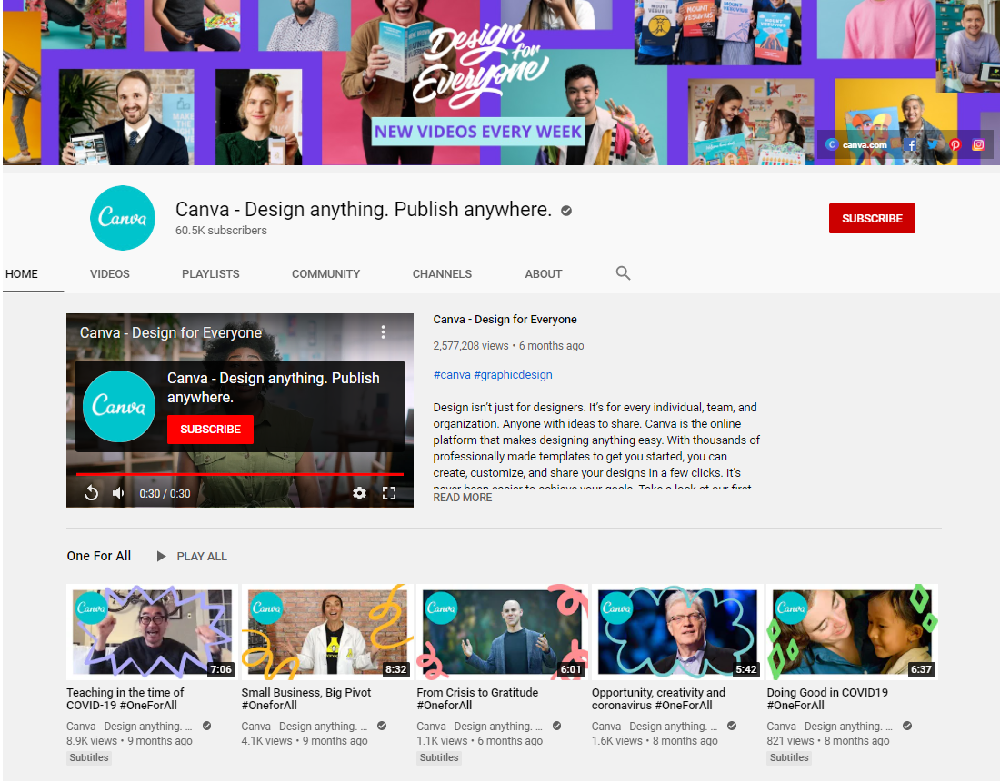 Design
for
Everyone
NEW VIDEOS EVERY WEEK
MOUNT VESUVIUS
canva.com
Canva
Canva - Design anything. Publish anywhere.
60.5K subscribers
SUBSCRIBE
HOME VIDEOS PLAYLISTS COMMUNITY CHANNELS ABOUT
Canva - Design for Everyone
Canva
Canva - Design anything. Publish
anywhere.
SUBSCRIBE
0:30 / 0:30
Canva - Design for Everyone
2,577,208 views • 6 months ago
#canva #graphicdesign
Design isn’t just for designers. It’s for every individual, team, and
organization. Anyone with ideas to share. Canva is the online
platform that makes designing anything easy. With thousands of
professionally made templates to get you started, you can
create, customize, and share your designs in a few clicks. It’s
never been easier to achieve your goals. Take a look at our first
READ MORE
One For All PLAY ALL
Canva Canva Canva Canva Canva
7:06 8:32 6:01 5:42 6:37
Teaching in the time of
COVID-19 #OneForAll
Canva - Design anything. ...
8.9K views • 9 months ago
Subtitles
Small Business, Big Pivot
#OneforAll
Canva - Design anything. ...
4.1K views • 9 months ago
From Crisis to Gratitude
#OneforAll
Canva - Design anything. ...
1.1K views • 6 months ago
Subtitles
Opportunity, creativity and
coronavirus #OneForAll
Canva - Design anything. ...
1.6K views • 8 months ago
Doing Good in COVID19
#OneForAll
Canva - Design anything. ...
821 views • 8 months ago
Subtitles